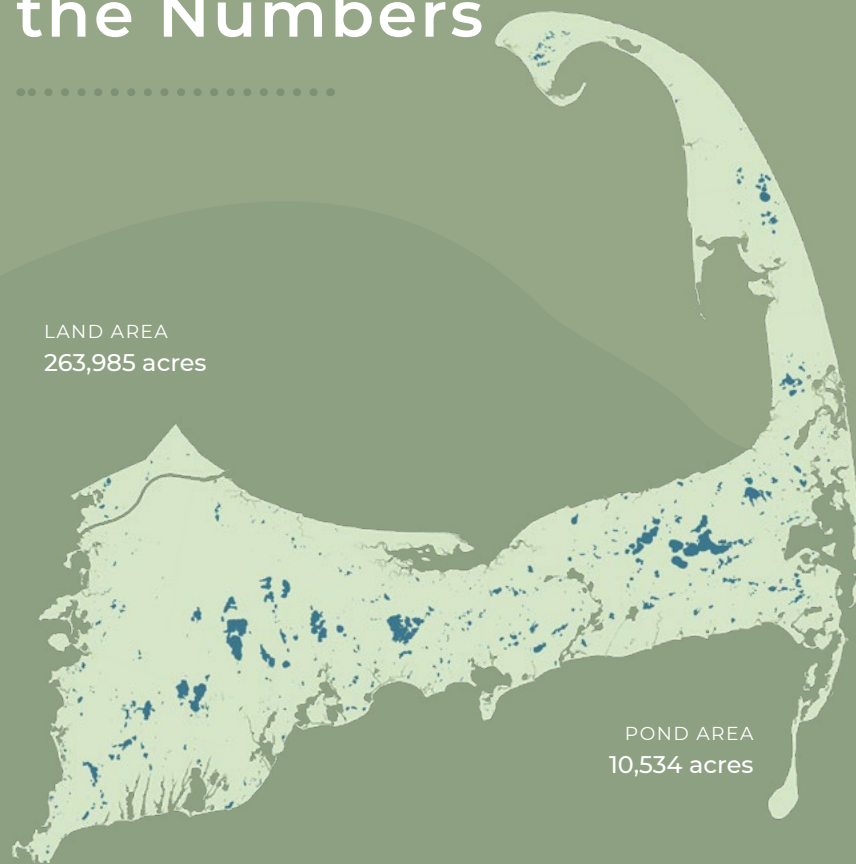 the Numbers
LAND AREA
263,985 acres
POND AREA
10,534 acres